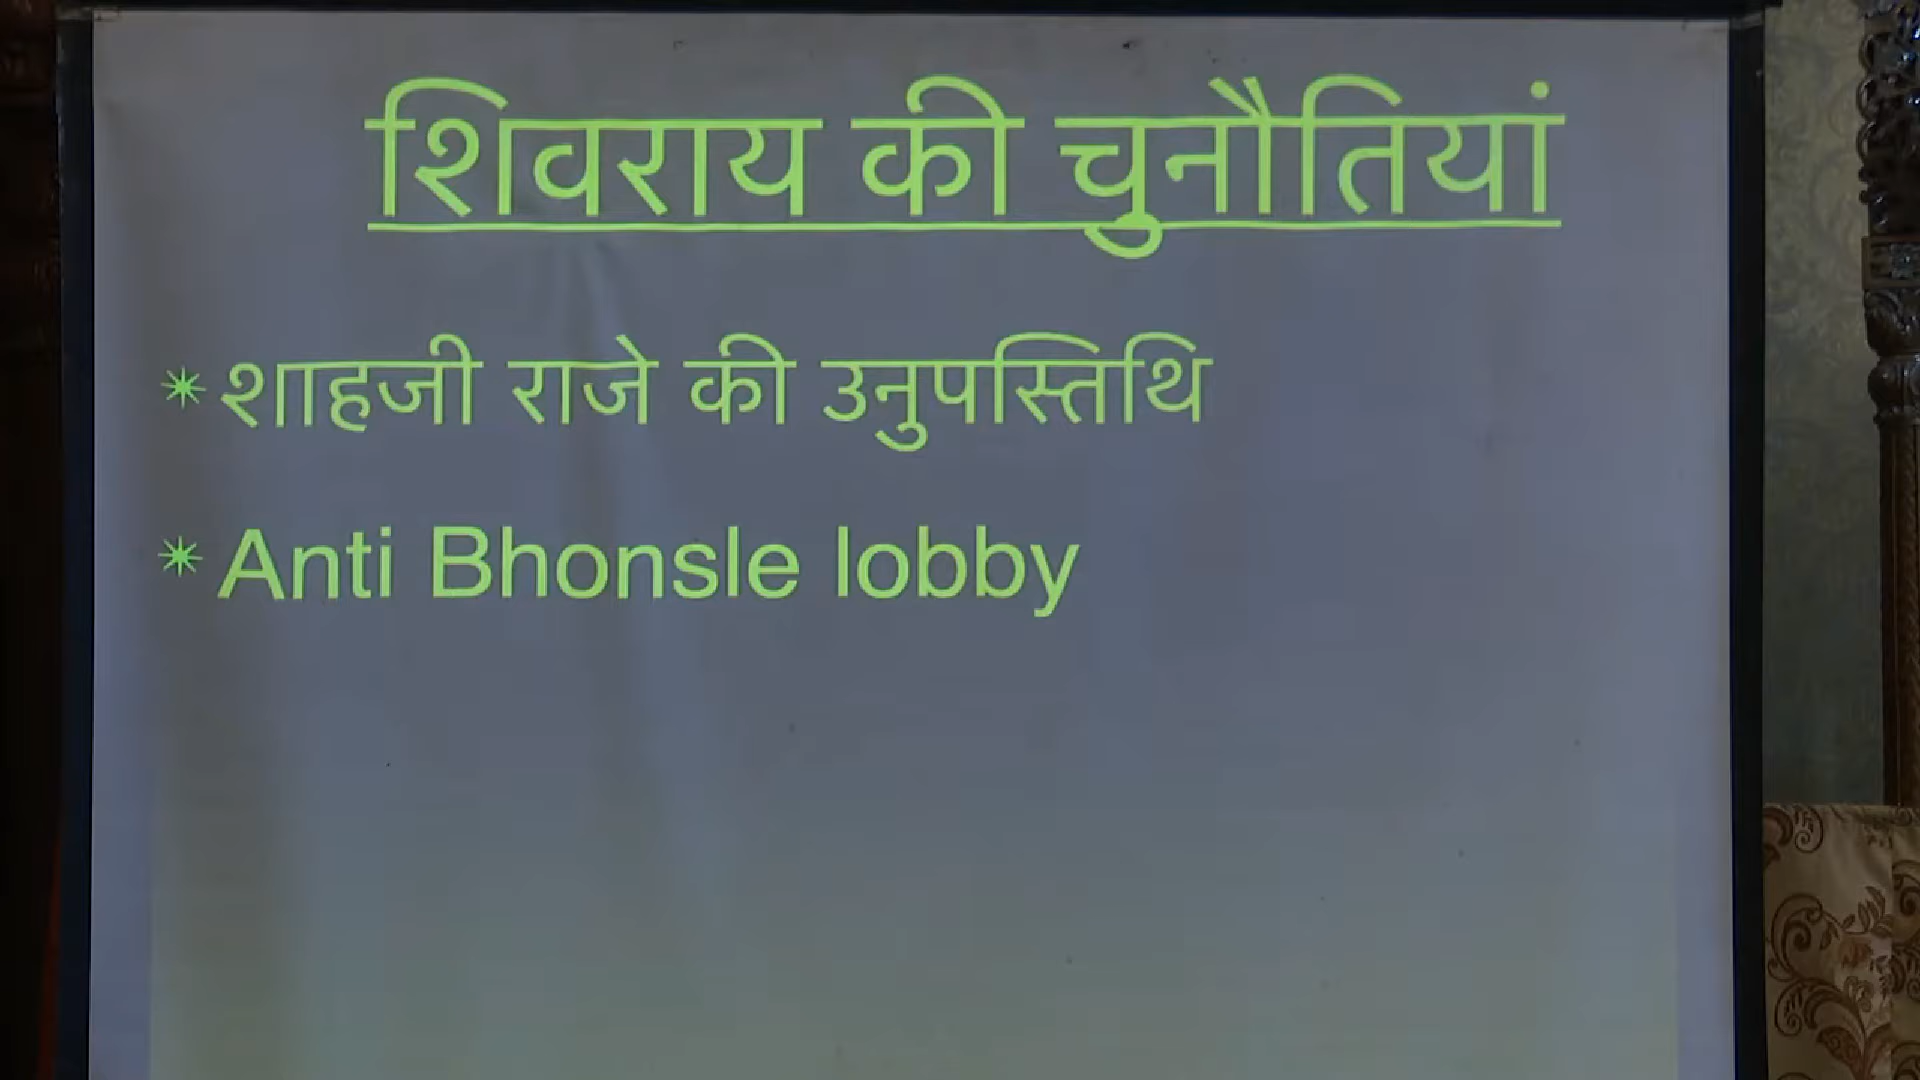 शिवराय की चुनौतियां
✴ शाहजी राजे की उनुपस्तिथि
✴ Anti Bhonsle lobby